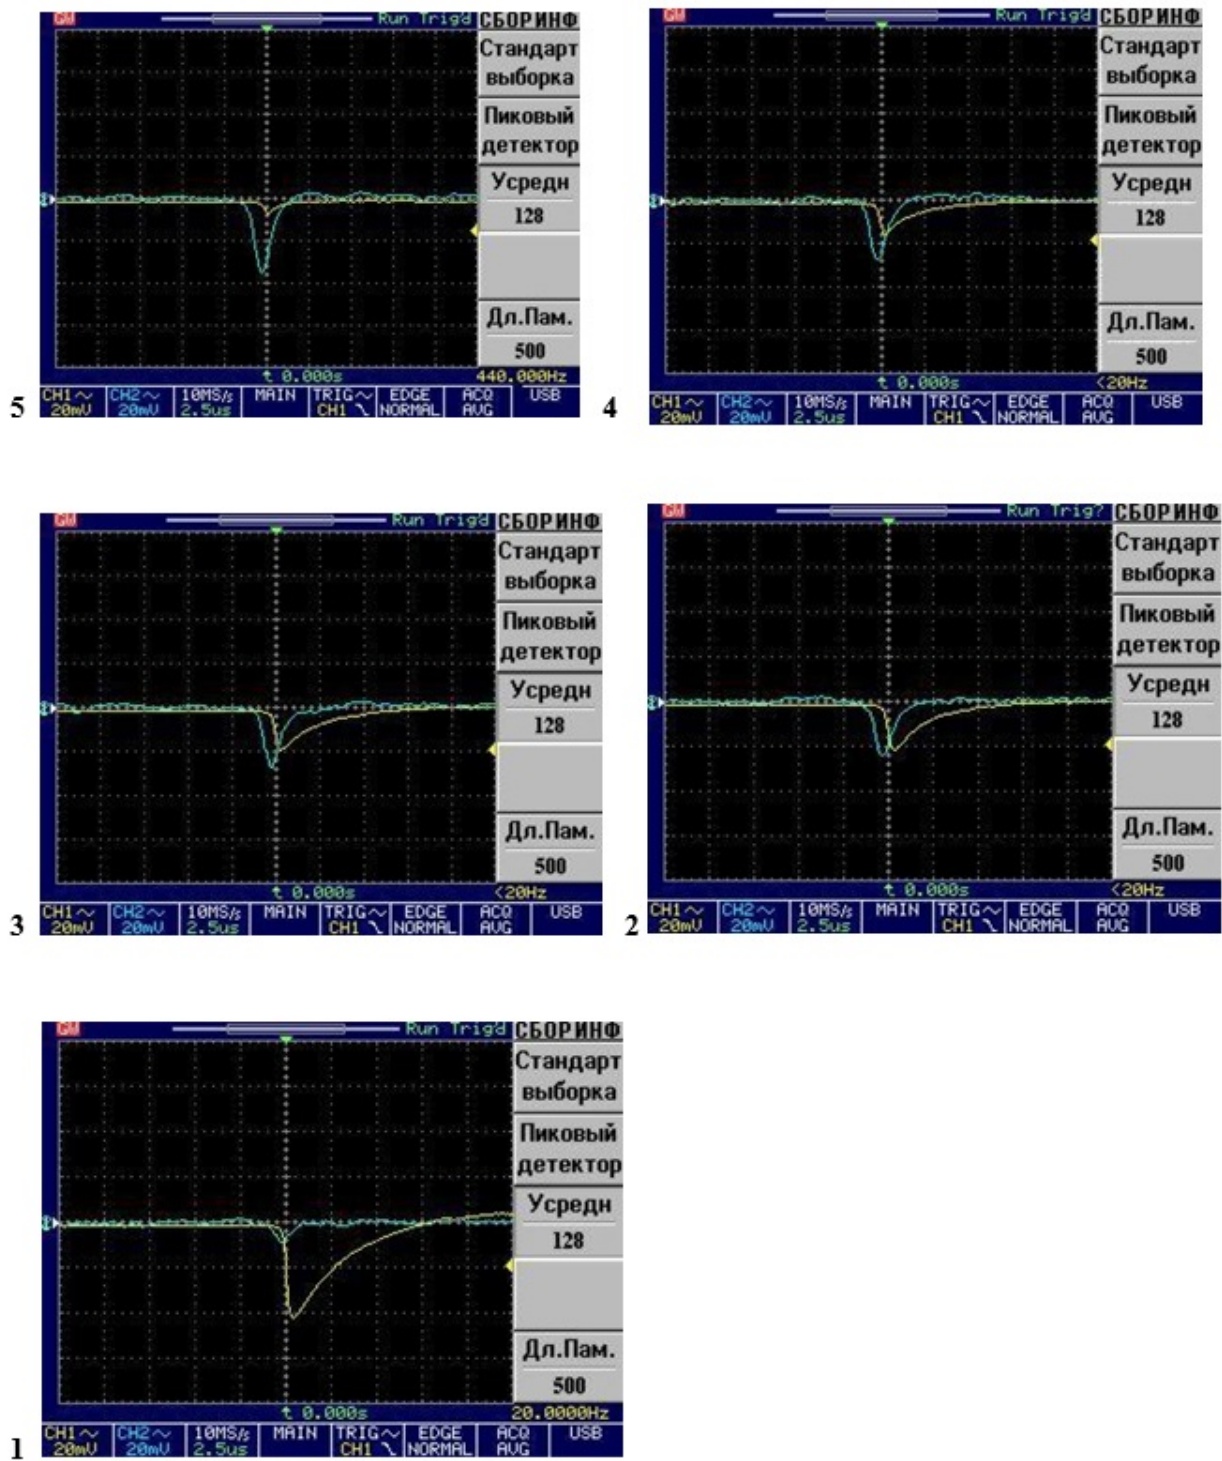 GW Run Trig'd СБОР ИНФ
Стандарт
выборка
Пиковый
детектор
Усредн
128
Дл.Пам.
500
0.000s 440.000Hz
CH1 CH2 10MS/s MAIN TRIG EDGE ACQ USB
20mV 20mV 2.5us CH1 NORMAL AVG
5
GW Run Trig'd СБОР ИНФ
Стандарт
выборка
Пиковый
детектор
Усредн
128
Дл.Пам.
500
0.000s <20Hz
CH1 CH2 10MS/s MAIN TRIG EDGE ACQ USB
20mV 20mV 2.5us CH1 NORMAL AVG
4
GW Run Trig'd СБОР ИНФ
Стандарт
выборка
Пиковый
детектор
Усредн
128
Дл.Пам.
500
0.000s <20Hz
CH1 CH2 10MS/s MAIN TRIG EDGE ACQ USB
20mV 20mV 2.5us CH1 NORMAL AVG
3
GW Run Trig? СБОР ИНФ
Стандарт
выборка
Пиковый
детектор
Усредн
128
Дл.Пам.
500
0.000s <20Hz
CH1 CH2 10MS/s MAIN TRIG EDGE ACQ USB
20mV 20mV 2.5us CH1 NORMAL AVG
2
GW Run Trig'd СБОР ИНФ
Стандарт
выборка
Пиковый
детектор
Усредн
128
Дл.Пам.
500
0.000s 20.0000Hz
CH1 CH2 10MS/s MAIN TRIG EDGE ACQ USB
20mV 20mV 2.5us CH1 NORMAL AVG
1